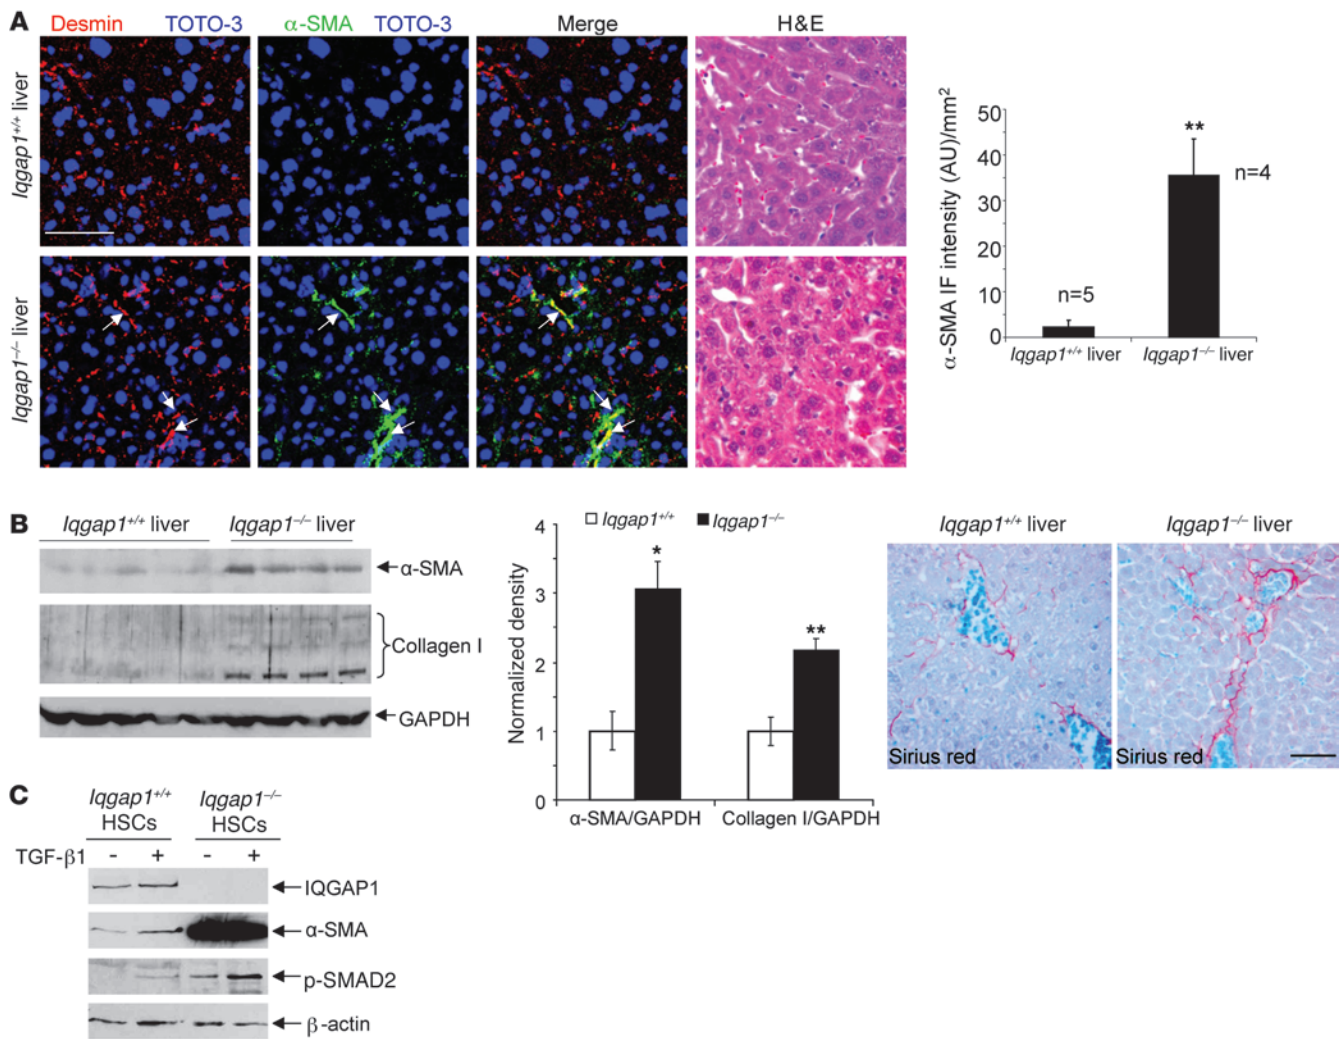 A
Desmin TOTO-3
α-SMA TOTO-3
Merge
H&E
Iqgap1+/+ liver
Iqgap1−/− liver
α-SMA IF intensity (AU)/mm²
50
40
30
20
10
0
n=5
**
n=4
Iqgap1+/+ liver
Iqgap1−/− liver
B
Iqgap1+/+ liver
Iqgap1−/− liver
α-SMA
Collagen I
GAPDH
Iqgap1+/+
Iqgap1−/−
Normalized density
4
3
2
1
0
*
**
α-SMA/GAPDH
Collagen I/GAPDH
Iqgap1+/+ liver
Iqgap1−/− liver
Sirius red
Sirius red
C
Iqgap1+/+
HSCs
Iqgap1−/−
HSCs
TGF-β1 - + - +
IQGAP1
α-SMA
p-SMAD2
β-actin